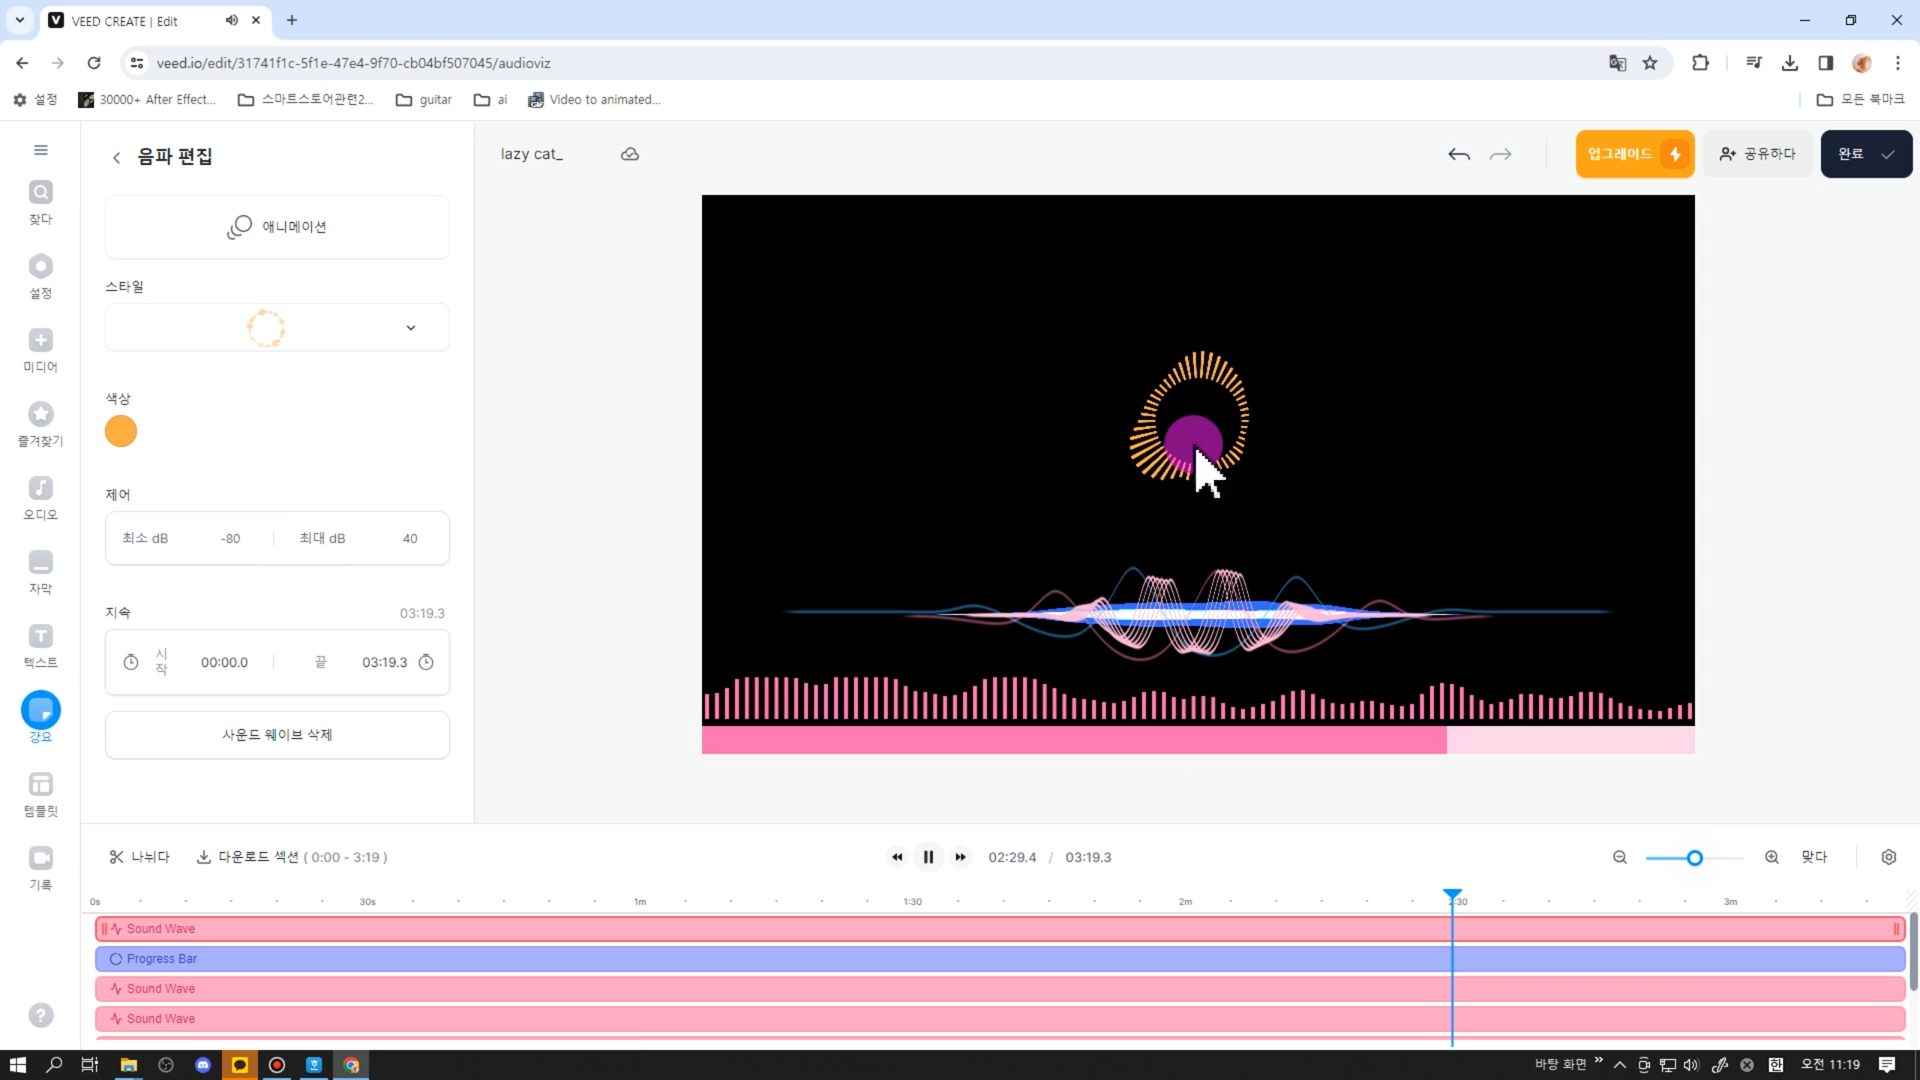 VEED CREATE | Edit
veed.io/edit/31741f1c-5f1e-47e4-9f70-cb04bf507045/audioviz
설정
30000+ After Effect...
스마트스토어관련2...
guitar
ai
Video to animated...
모든 북마크
음파 편집
lazy cat_
업그레이드
공유하다
완료
찾다
설정
미디어
즐겨찾기
오디오
자막
텍스트
강요
템플릿
기록
애니메이션
스타일
색상
제어
최소 dB -80 최대 dB 40
지속 03:19.3
시작 00:00.0 끝 03:19.3
사운드 웨이브 삭제
나뉘다
다운로드 섹션 ( 0:00 - 3:19 )
02:29.4 / 03:19.3
맞다
0s 30s 1m 1:30 2m 2:30 3m
Sound Wave
Progress Bar
Sound Wave
Sound Wave
바탕 화면
한
오전 11:19